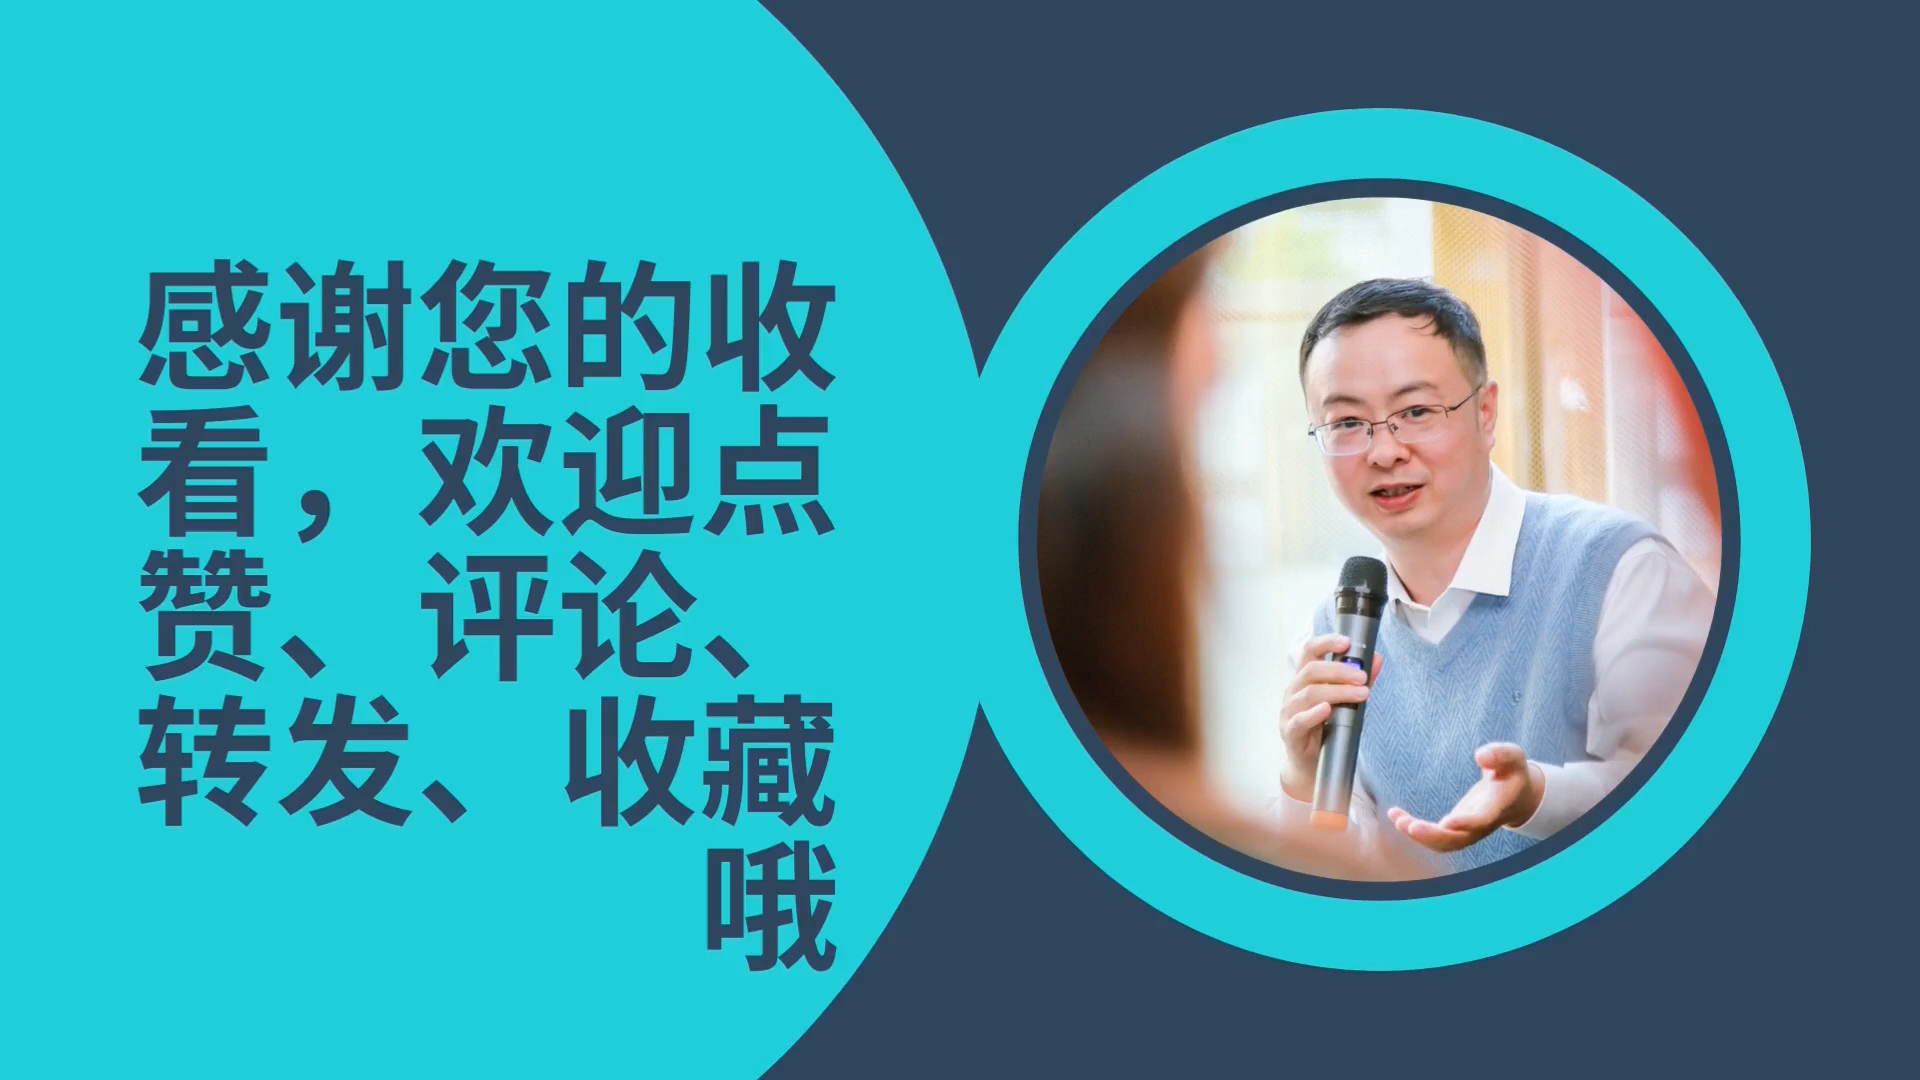 感谢您的收
看，欢迎点
赞、评论、
转发、收藏
哦